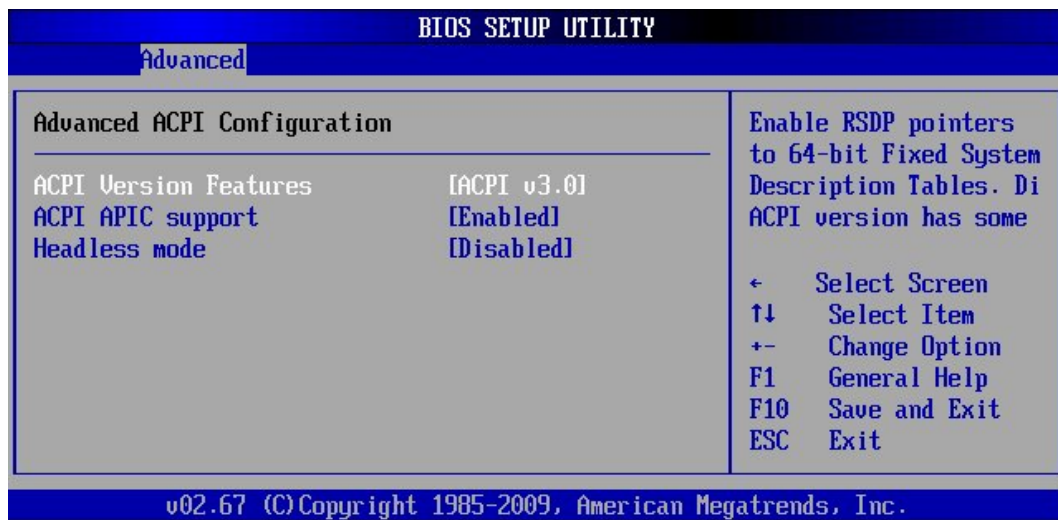 BIOS SETUP UTILITY
Advanced
Advanced ACPI Configuration
ACPI Version Features [ACPI v3.0]
ACPI APIC support [Enabled]
Headless mode [Disabled]
Enable RSDP pointers
to 64-bit Fixed System
Description Tables. Di
ACPI version has some
← Select Screen
↑↓ Select Item
+- Change Option
F1 General Help
F10 Save and Exit
ESC Exit
v02.67 (C)Copyright 1985-2009, American Megatrends, Inc.